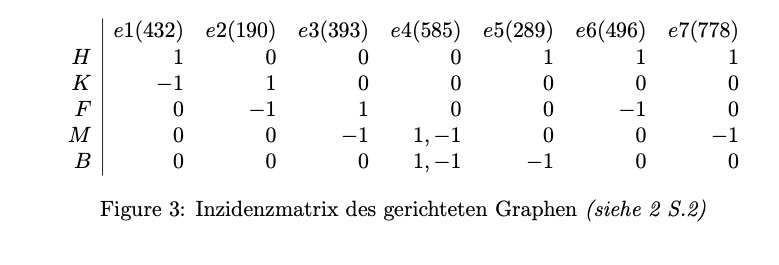 e1(432) e2(190) e3(393) e4(585) e5(289) e6(496) e7(778)
H 1 0 0 0 1 1 1
K −1 1 0 0 0 0 0
F 0 −1 1 0 0 −1 0
M 0 0 −1 1, −1 0 0 −1
B 0 0 0 1, −1 −1 0 0
Figure 3: Inzidenzmatrix des gerichteten Graphen (siehe 2 S.2)